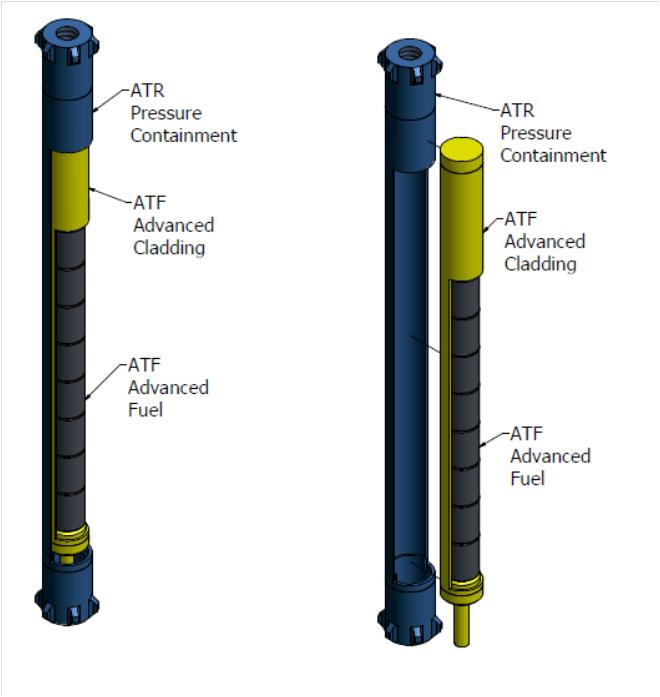 ATR
Pressure
Containment
ATF
Advanced
Cladding
ATF
Advanced
Fuel
ATR
Pressure
Containment
ATF
Advanced
Cladding
ATF
Advanced
Fuel